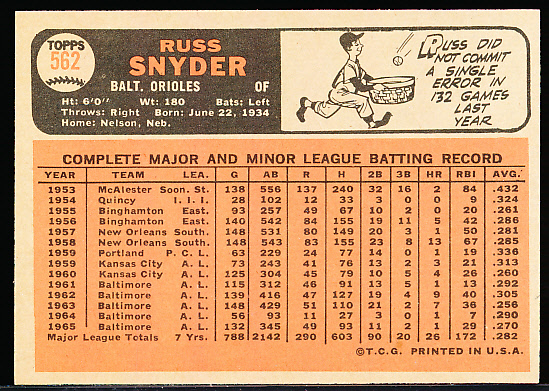 TOPPS
562
RUSS
SNYDER
BALT. ORIOLES OF
Ht: 6'0" Wt: 180 Bats: Left
Throws: Right Born: June 22, 1934
Home: Nelson, Neb.
RUSS DID
NOT COMMIT
A SINGLE
ERROR IN
132 GAMES
LAST
YEAR
COMPLETE MAJOR AND MINOR LEAGUE BATTING RECORD
YEAR TEAM LEA. G AB R H 2B 3B HR RBI AVG.
1953 McAlester Soon. St. 138 556 137 240 32 16 2 84 .432
1954 Quincy I. I. I. 28 102 12 33 3 0 0 9 .324
1955 Binghamton East. 93 257 49 67 10 2 0 20 .261
1956 Binghamton East. 140 542 84 155 19 11 5 42 .286
1957 New Orleans South. 148 531 80 149 20 3 1 50 .281
1958 New Orleans South. 148 543 83 155 23 8 13 67 .285
1959 Portland P. C. L. 63 229 24 77 14 0 1 19 .336
1959 Kansas City A. L. 73 243 41 76 13 2 3 21 .313
1960 Kansas City A. L. 125 304 45 79 10 5 4 26 .260
1961 Baltimore A. L. 115 312 46 91 13 5 1 13 .292
1962 Baltimore A. L. 139 416 47 127 19 4 9 40 .305
1963 Baltimore A. L. 148 429 51 110 21 2 7 36 .256
1964 Baltimore A. L. 56 93 11 27 3 0 1 7 .290
1965 Baltimore A. L. 132 345 49 93 11 2 1 29 .270
Major League Totals 7 Yrs. 788 2142 290 603 90 20 26 172 .282
©T.C.G. PRINTED IN U.S.A.